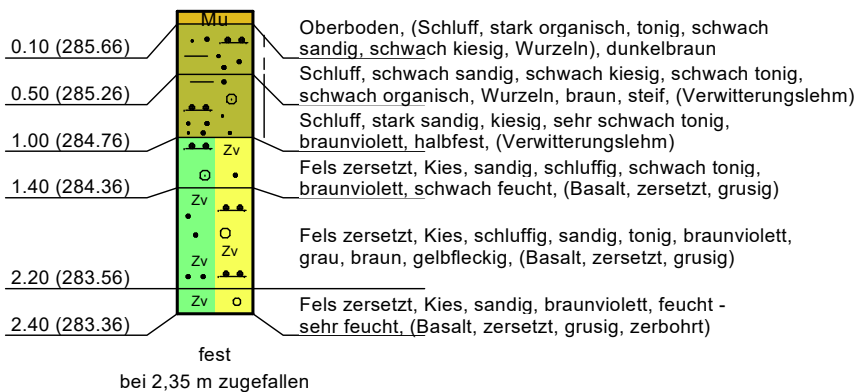 Mu
Oberboden, (Schluff, stark organisch, tonig, schwach
sandig, schwach kiesig, Wurzeln), dunkelbraun
0.10 (285.66)
Schluff, schwach sandig, schwach kiesig, schwach tonig,
schwach organisch, Wurzeln, braun, steif, (Verwitterungslehm)
0.50 (285.26)
Schluff, stark sandig, kiesig, sehr schwach tonig,
braunviolett, halbfest, (Verwitterungslehm)
1.00 (284.76)
Zv
Fels zersetzt, Kies, sandig, schluffig, schwach tonig,
braunviolett, schwach feucht, (Basalt, zersetzt, grusig)
1.40 (284.36)
Zv
Fels zersetzt, Kies, schluffig, sandig, tonig, braunviolett,
grau, braun, gelbfleckig, (Basalt, zersetzt, grusig)
Zv
Zv
2.20 (283.56)
Zv
Fels zersetzt, Kies, sandig, braunviolett, feucht -
sehr feucht, (Basalt, zersetzt, grusig, zerbohrt)
2.40 (283.36)
fest
bei 2,35 m zugefallen